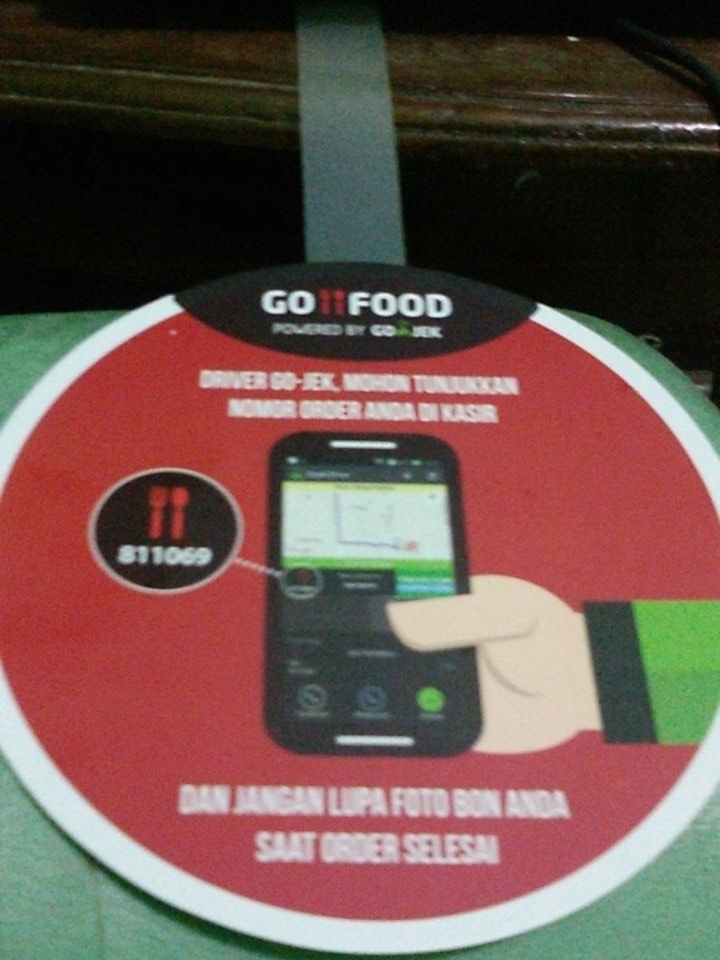 GO FOOD
POWERED BY GO-JEK
DRIVER GO-JEK, MOHON TUNJUKKAN
NOMOR ORDER ANDA DI KASIR
811069
DAN JANGAN LUPA FOTO BON ANDA
SAAT ORDER SELESAI